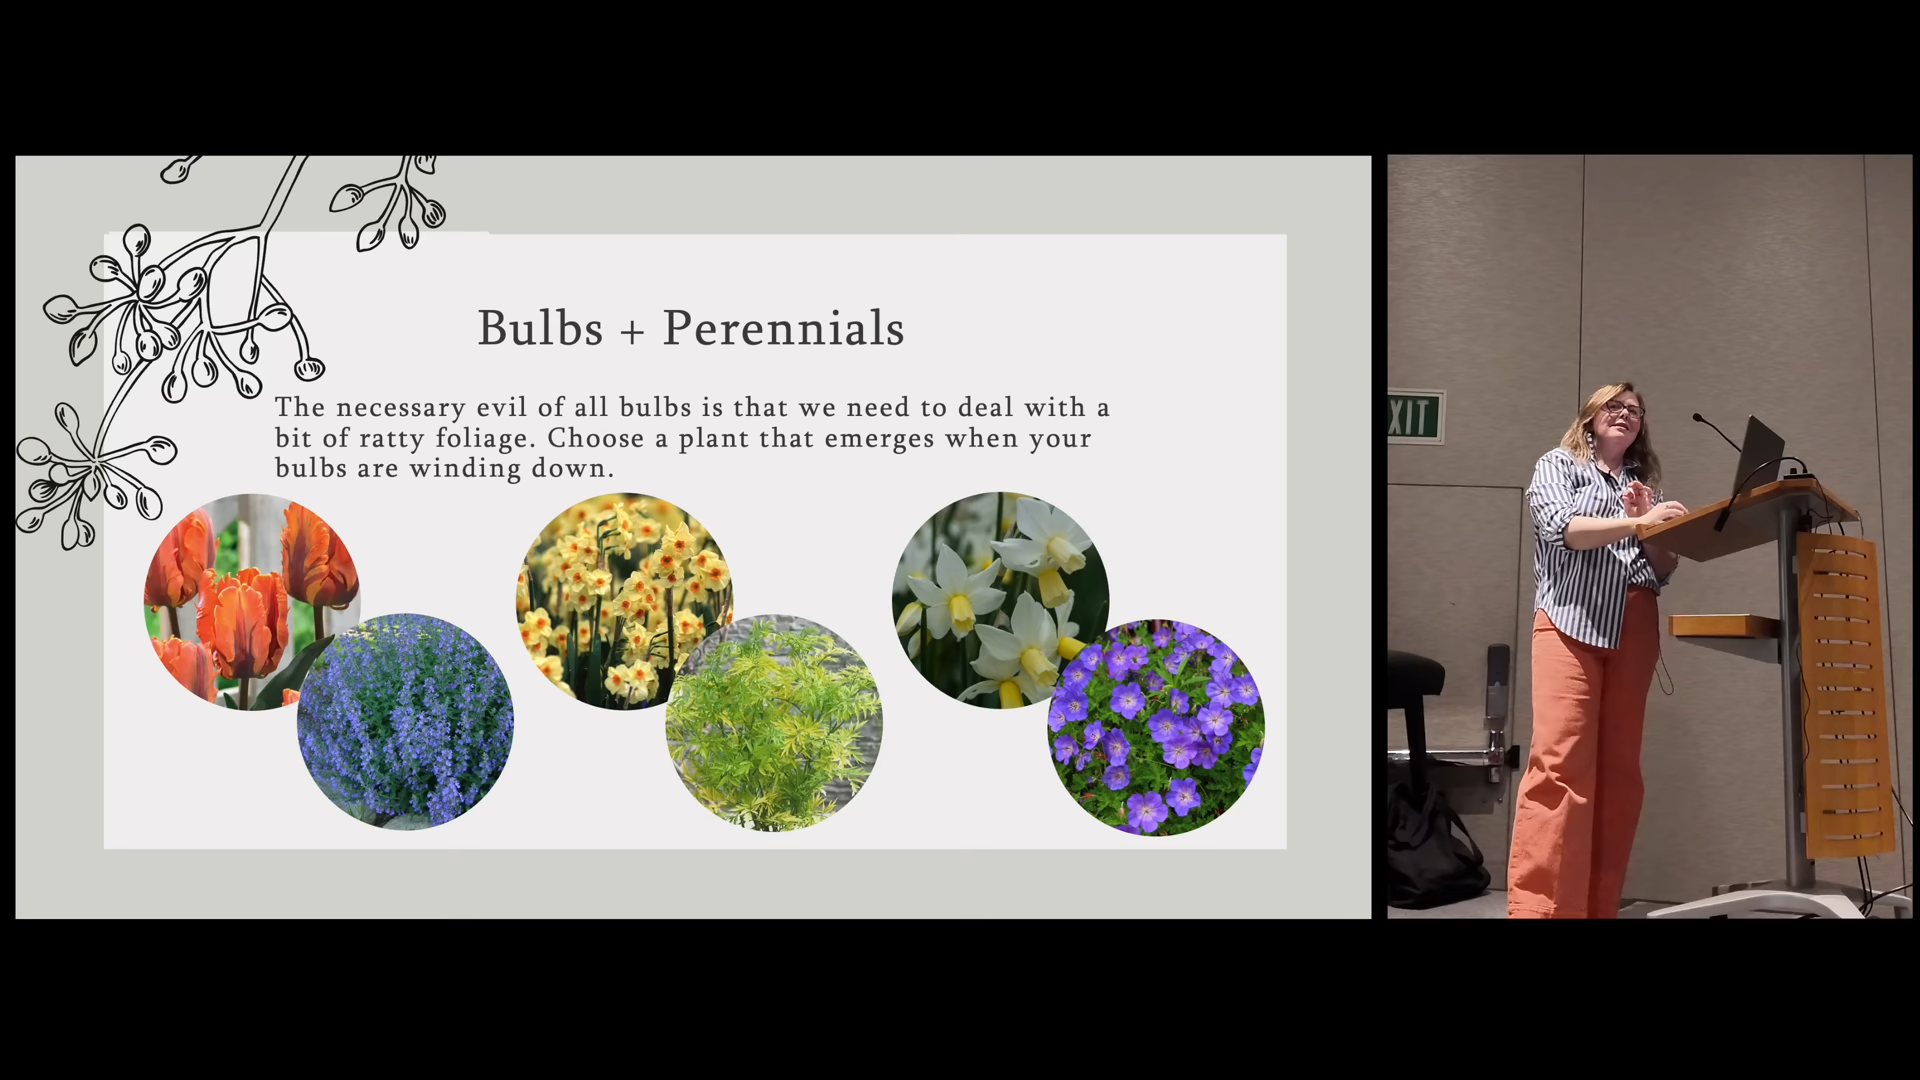 Bulbs + Perennials
The necessary evil of all bulbs is that we need to deal with a
bit of ratty foliage. Choose a plant that emerges when your
bulbs are winding down.
XIT